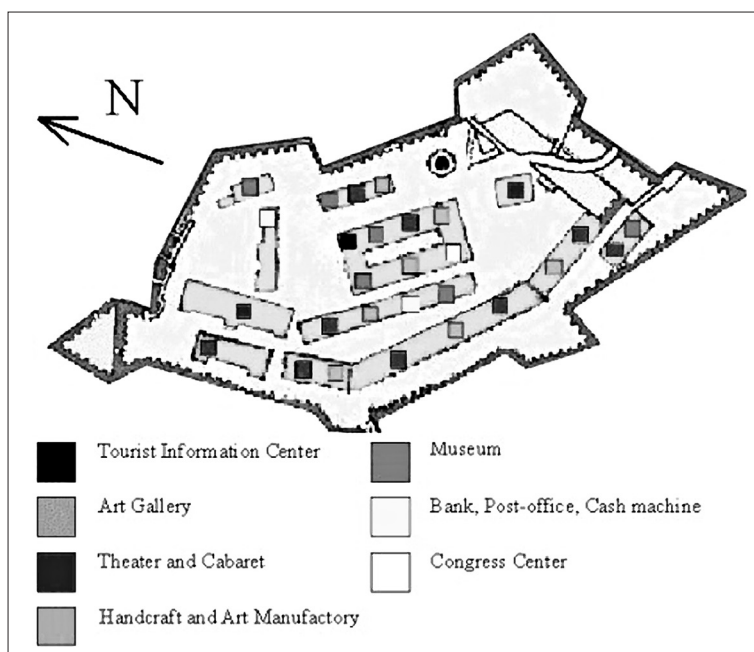 N
Tourist Information Center
Art Gallery
Theater and Cabaret
Handcraft and Art Manufactory
Museum
Bank, Post-office, Cash machine
Congress Center